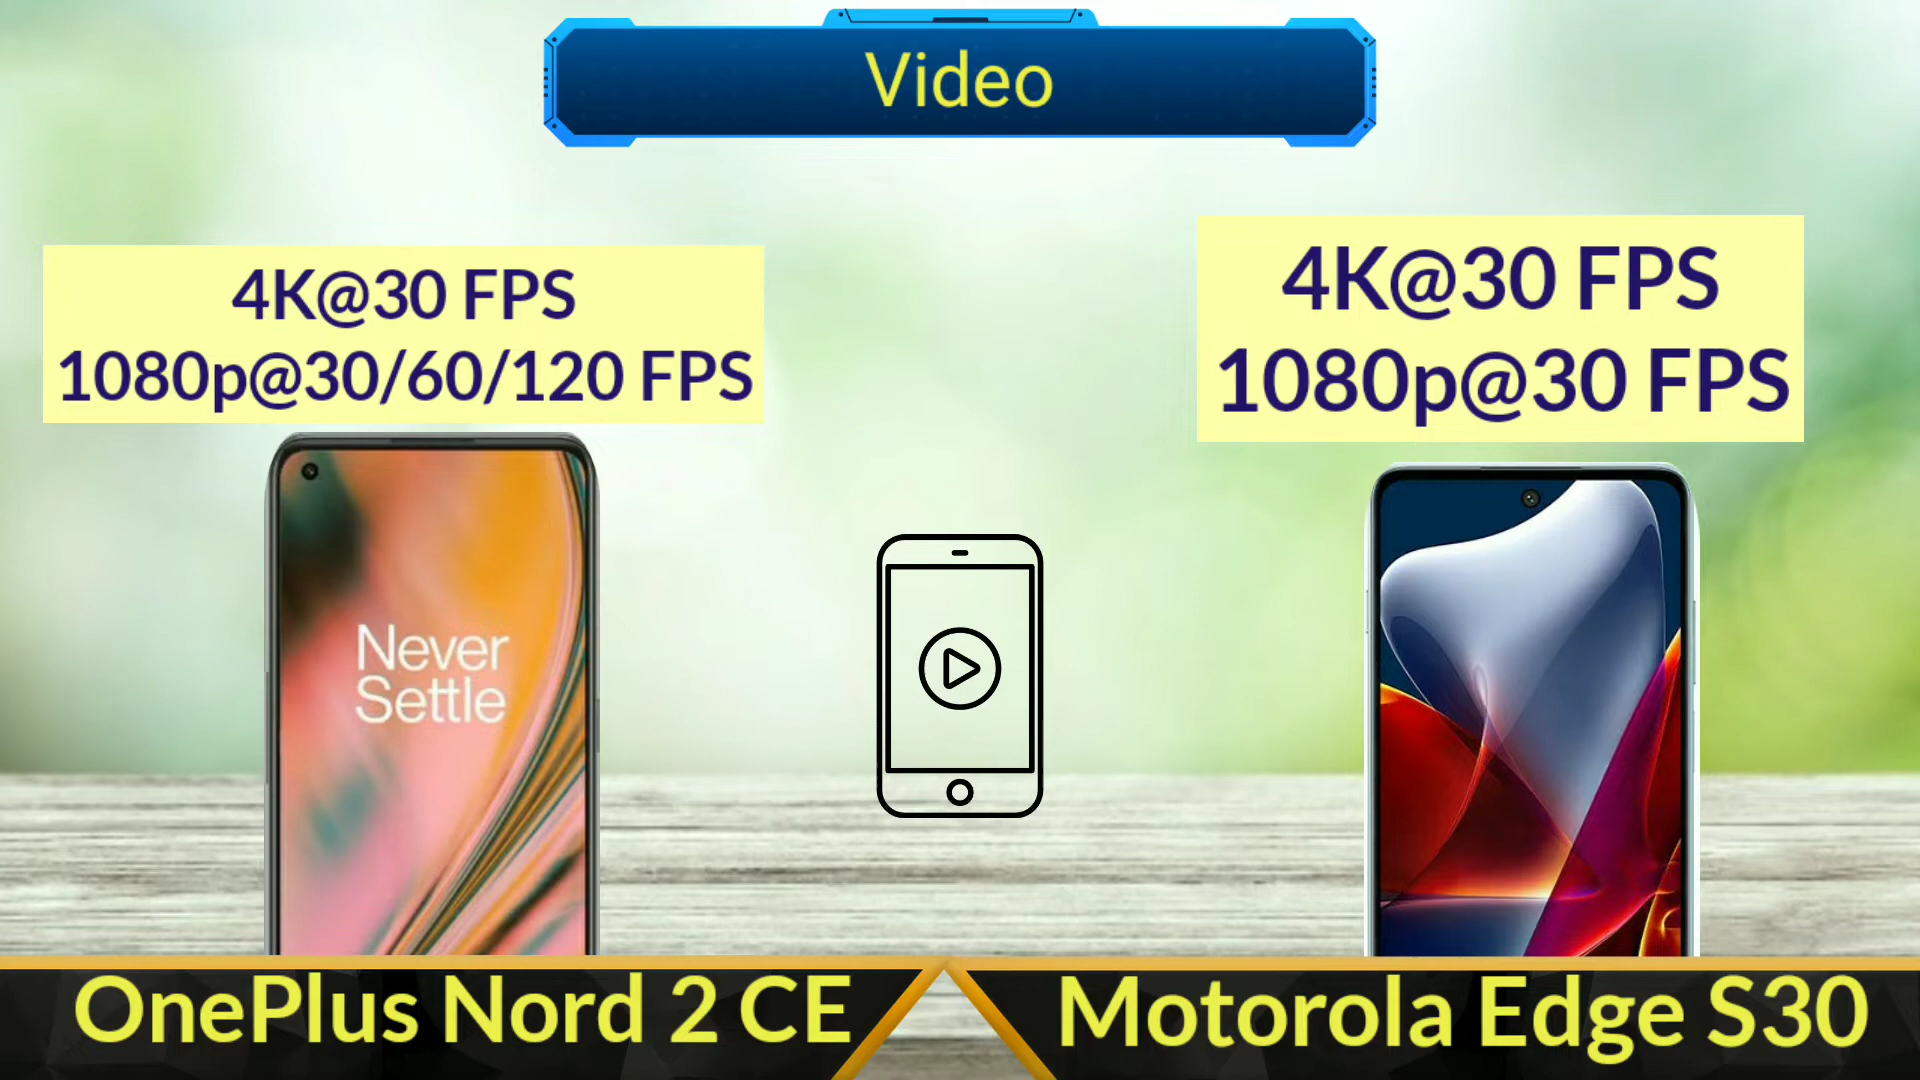 Video
4K@30 FPS
1080p@30/60/120 FPS
4K@30 FPS
1080p@30 FPS
Never
Settle
OnePlus Nord 2 CE
Motorola Edge S30